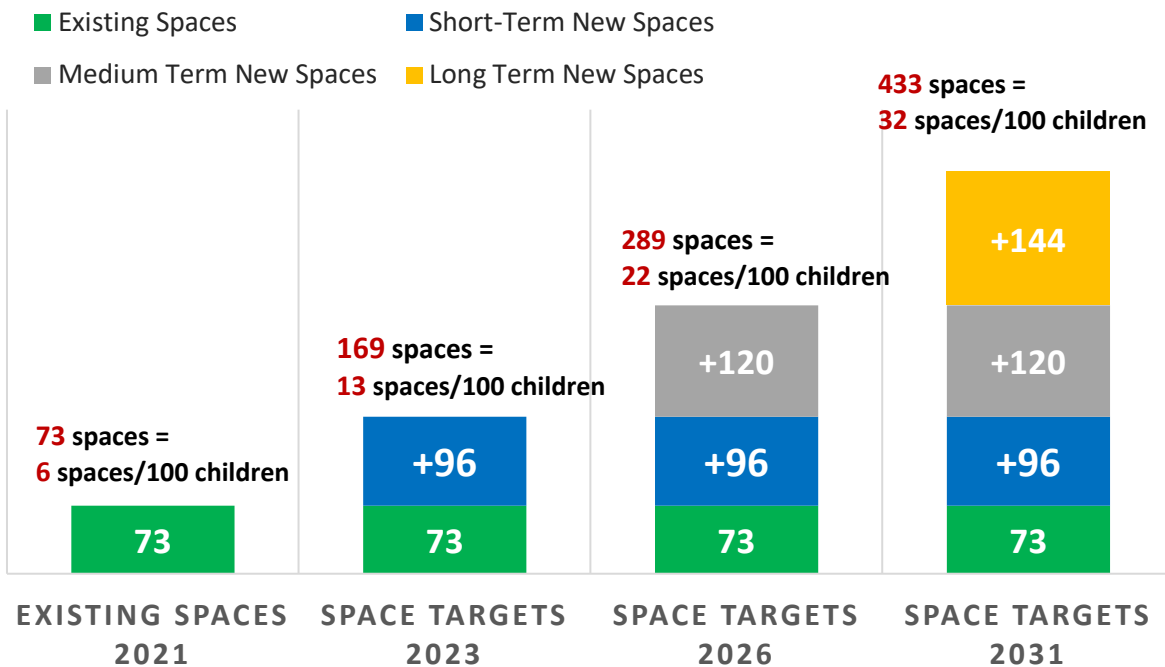 Existing Spaces
Short-Term New Spaces
Medium Term New Spaces
Long Term New Spaces
73 spaces =
6 spaces/100 children
73
169 spaces =
13 spaces/100 children
+96
73
289 spaces =
22 spaces/100 children
+120
+96
73
433 spaces =
32 spaces/100 children
+144
+120
+96
73
EXISTING SPACES
2021
SPACE TARGETS
2023
SPACE TARGETS
2026
SPACE TARGETS
2031